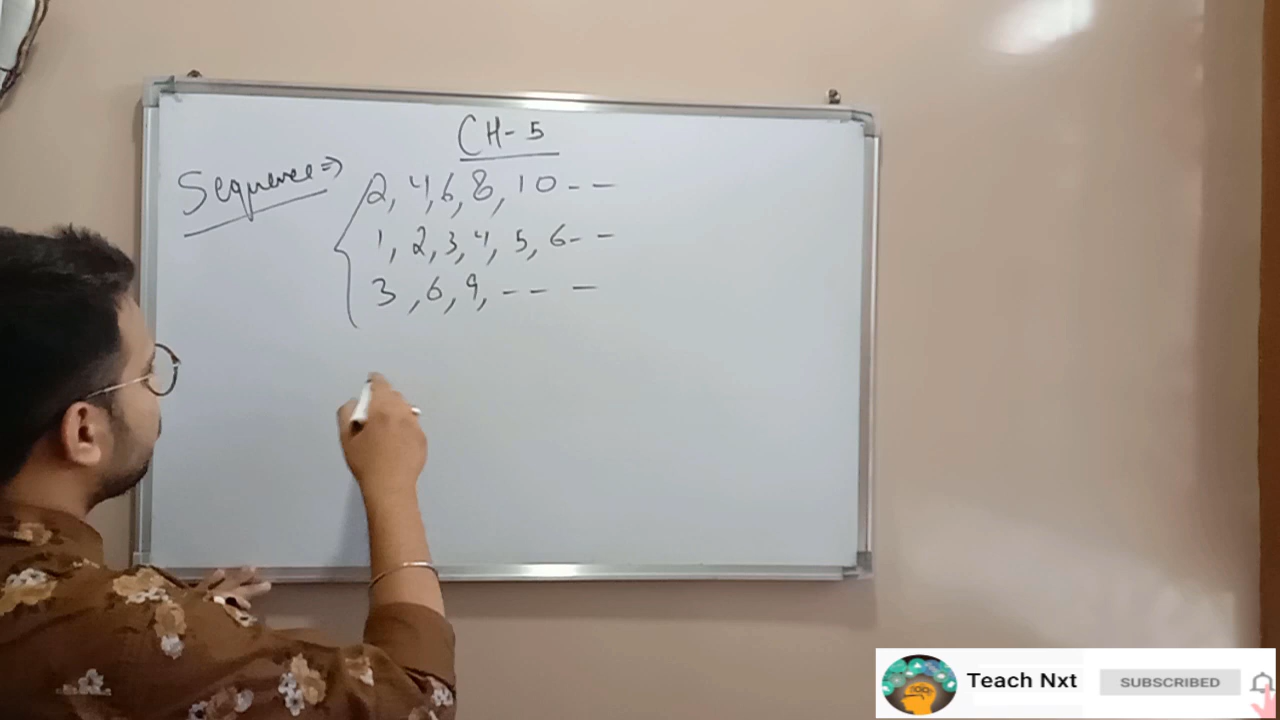 CH-5
Sequence ⇒
2, 4, 6, 8, 10 - -
1, 2, 3, 4, 5, 6 - -
3, 6, 9, - - -
Teach Nxt
SUBSCRIBED